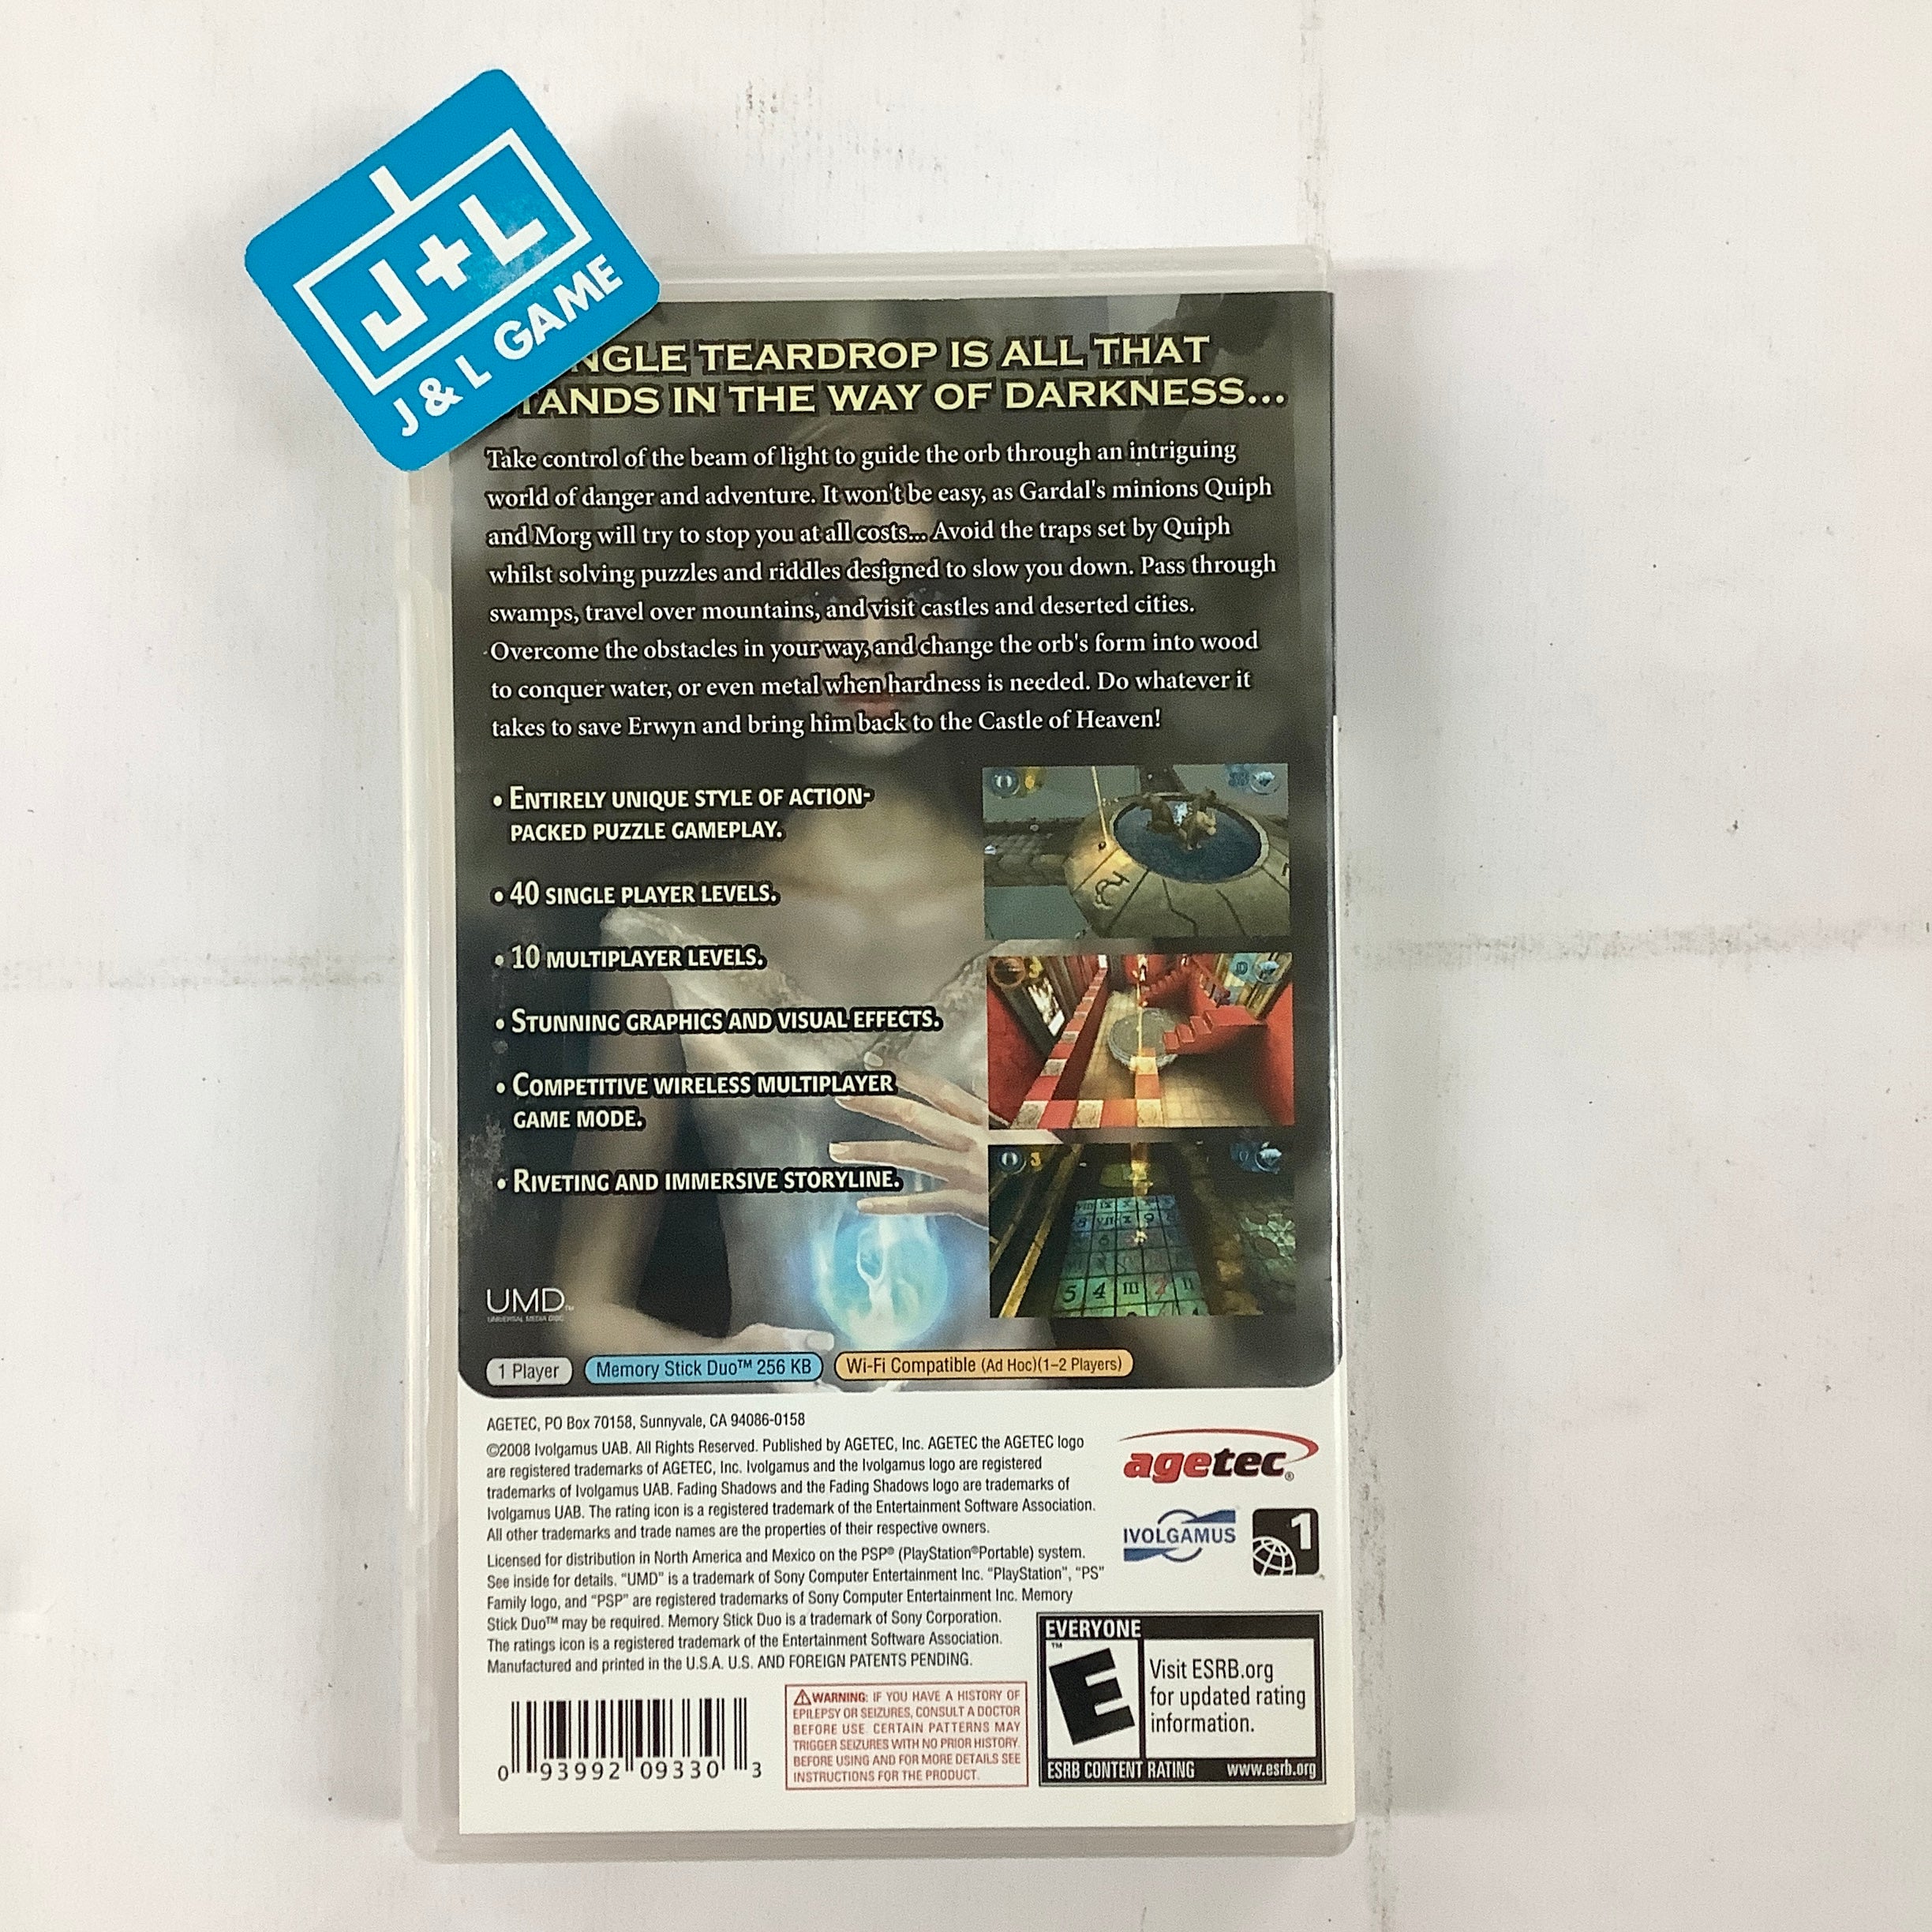 J+L
J & L GAME
NGLE TEARDROP IS ALL THAT
TANDS IN THE WAY OF DARKNESS...
Take control of the beam of light to guide the orb through an intriguing
world of danger and adventure. It won't be easy, as Gardal's minions Quiph
and Morg will try to stop you at all costs... Avoid the traps set by Quiph
whilst solving puzzles and riddles designed to slow you down. Pass through
swamps, travel over mountains, and visit castles and deserted cities.
Overcome the obstacles in your way, and change the orb's form into wood
to conquer water, or even metal when hardness is needed. Do whatever it
takes to save Erwyn and bring him back to the Castle of Heaven!
• ENTIRELY UNIQUE STYLE OF ACTION-
PACKED PUZZLE GAMEPLAY.
• 40 SINGLE PLAYER LEVELS.
• 10 MULTIPLAYER LEVELS.
• STUNNING GRAPHICS AND VISUAL EFFECTS.
• COMPETITIVE WIRELESS MULTIPLAYER
GAME MODE.
• RIVETING AND IMMERSIVE STORYLINE.
3
5 4 III
UMD™
UNIVERSAL MEDIA DISC
1 Player
Memory Stick Duo™ 256 KB
Wi-Fi Compatible (Ad Hoc)(1–2 Players)
AGETEC, PO Box 70158, Sunnyvale, CA 94086-0158
©2008 Ivolgamus UAB. All Rights Reserved. Published by AGETEC, Inc. AGETEC the AGETEC logo
are registered trademarks of AGETEC, Inc. Ivolgamus and the Ivolgamus logo are registered
trademarks of Ivolgamus UAB. Fading Shadows and the Fading Shadows logo are trademarks of
Ivolgamus UAB. The rating icon is a registered trademark of the Entertainment Software Association.
All other trademarks and trade names are the properties of their respective owners.
Licensed for distribution in North America and Mexico on the PSP® (PlayStation®Portable) system.
See inside for details. “UMD” is a trademark of Sony Computer Entertainment Inc. “PlayStation”, “PS”
Family logo, and “PSP” are registered trademarks of Sony Computer Entertainment Inc. Memory
Stick Duo™ may be required. Memory Stick Duo is a trademark of Sony Corporation.
The ratings icon is a registered trademark of the Entertainment Software Association.
Manufactured and printed in the U.S.A. U.S. AND FOREIGN PATENTS PENDING.
agetec®
IVOLGAMUS
1
0 93992 09330 3
WARNING: IF YOU HAVE A HISTORY OF
EPILEPSY OR SEIZURES, CONSULT A DOCTOR
BEFORE USE. CERTAIN PATTERNS MAY
TRIGGER SEIZURES WITH NO PRIOR HISTORY.
BEFORE USING AND FOR MORE DETAILS SEE
INSTRUCTIONS FOR THE PRODUCT.
EVERYONE
™
E
Visit ESRB.org
for updated rating
information.
ESRB CONTENT RATING www.esrb.org